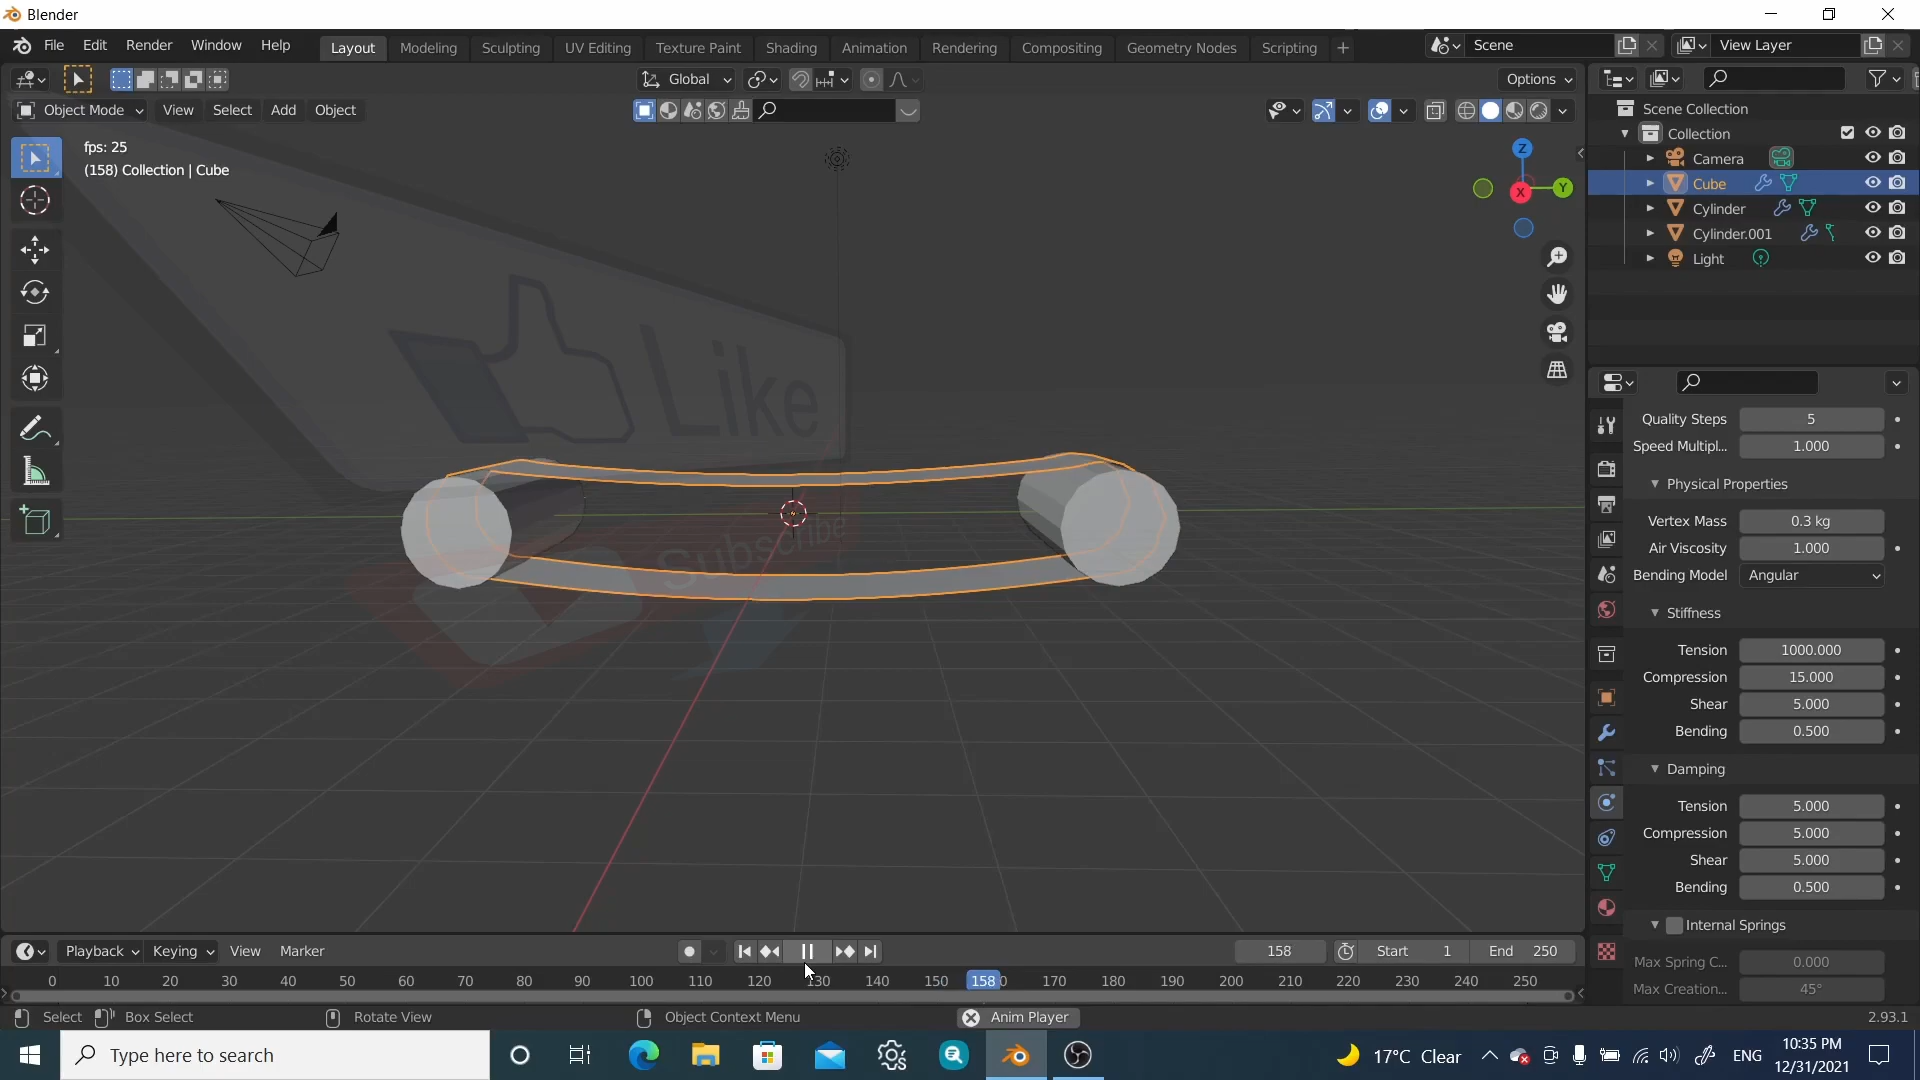 Blender
File Edit Render Window Help Layout Modeling Sculpting UV Editing Texture Paint Shading Animation Rendering Compositing Geometry Nodes Scripting + Scene View Layer
Global Options
Object Mode View Select Add Object
fps: 25
(158) Collection | Cube
Z
Y
X
Like
Subscribe
Scene Collection
Collection
Camera
Cube
Cylinder
Cylinder.001
Light
Quality Steps 5
Speed Multipl... 1.000
Physical Properties
Vertex Mass 0.3 kg
Air Viscosity 1.000
Bending Model Angular
Stiffness
Tension 1000.000
Compression 15.000
Shear 5.000
Bending 0.500
Damping
Tension 5.000
Compression 5.000
Shear 5.000
Bending 0.500
Internal Springs
Max Spring C... 0.000
Max Creation... 45°
Playback Keying View Marker 158 Start 1 End 250
0 10 20 30 40 50 60 70 80 90 100 110 120 130 140 150 158 170 180 190 200 210 220 230 240 250
Select Box Select Rotate View Object Context Menu Anim Player 2.93.1
Type here to search 17°C Clear ENG 10:35 PM
12/31/2021